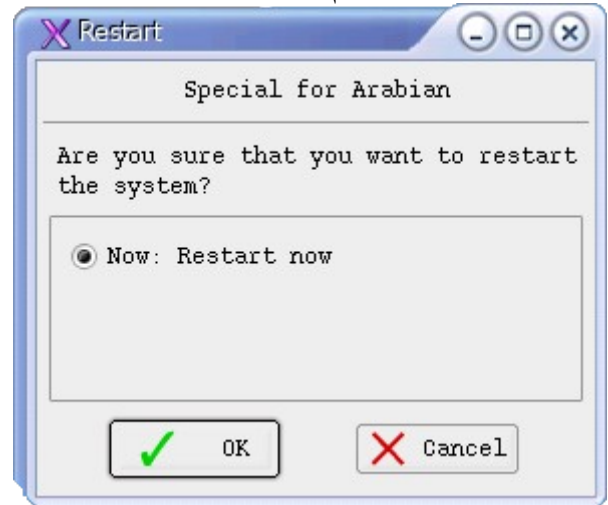 Restart
Special for Arabian
Are you sure that you want to restart
the system?
Now: Restart now
OK
Cancel